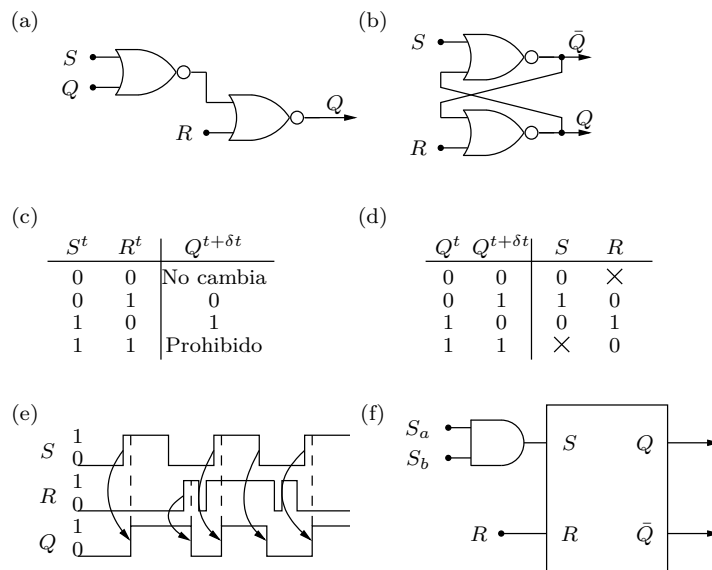 (a)
S
Q
R
Q
(b)
S
Q̄
Q
R
(c)
S^t R^t Q^{t+δt}
0 0 No cambia
0 1 0
1 0 1
1 1 Prohibido
(d)
Q^t Q^{t+δt} S R
0 0 0 ×
0 1 1 0
1 0 0 1
1 1 × 0
(e)
S 1 0
R 1 0
Q 1 0
(f)
S_a
S_b
S Q
R R Q̄